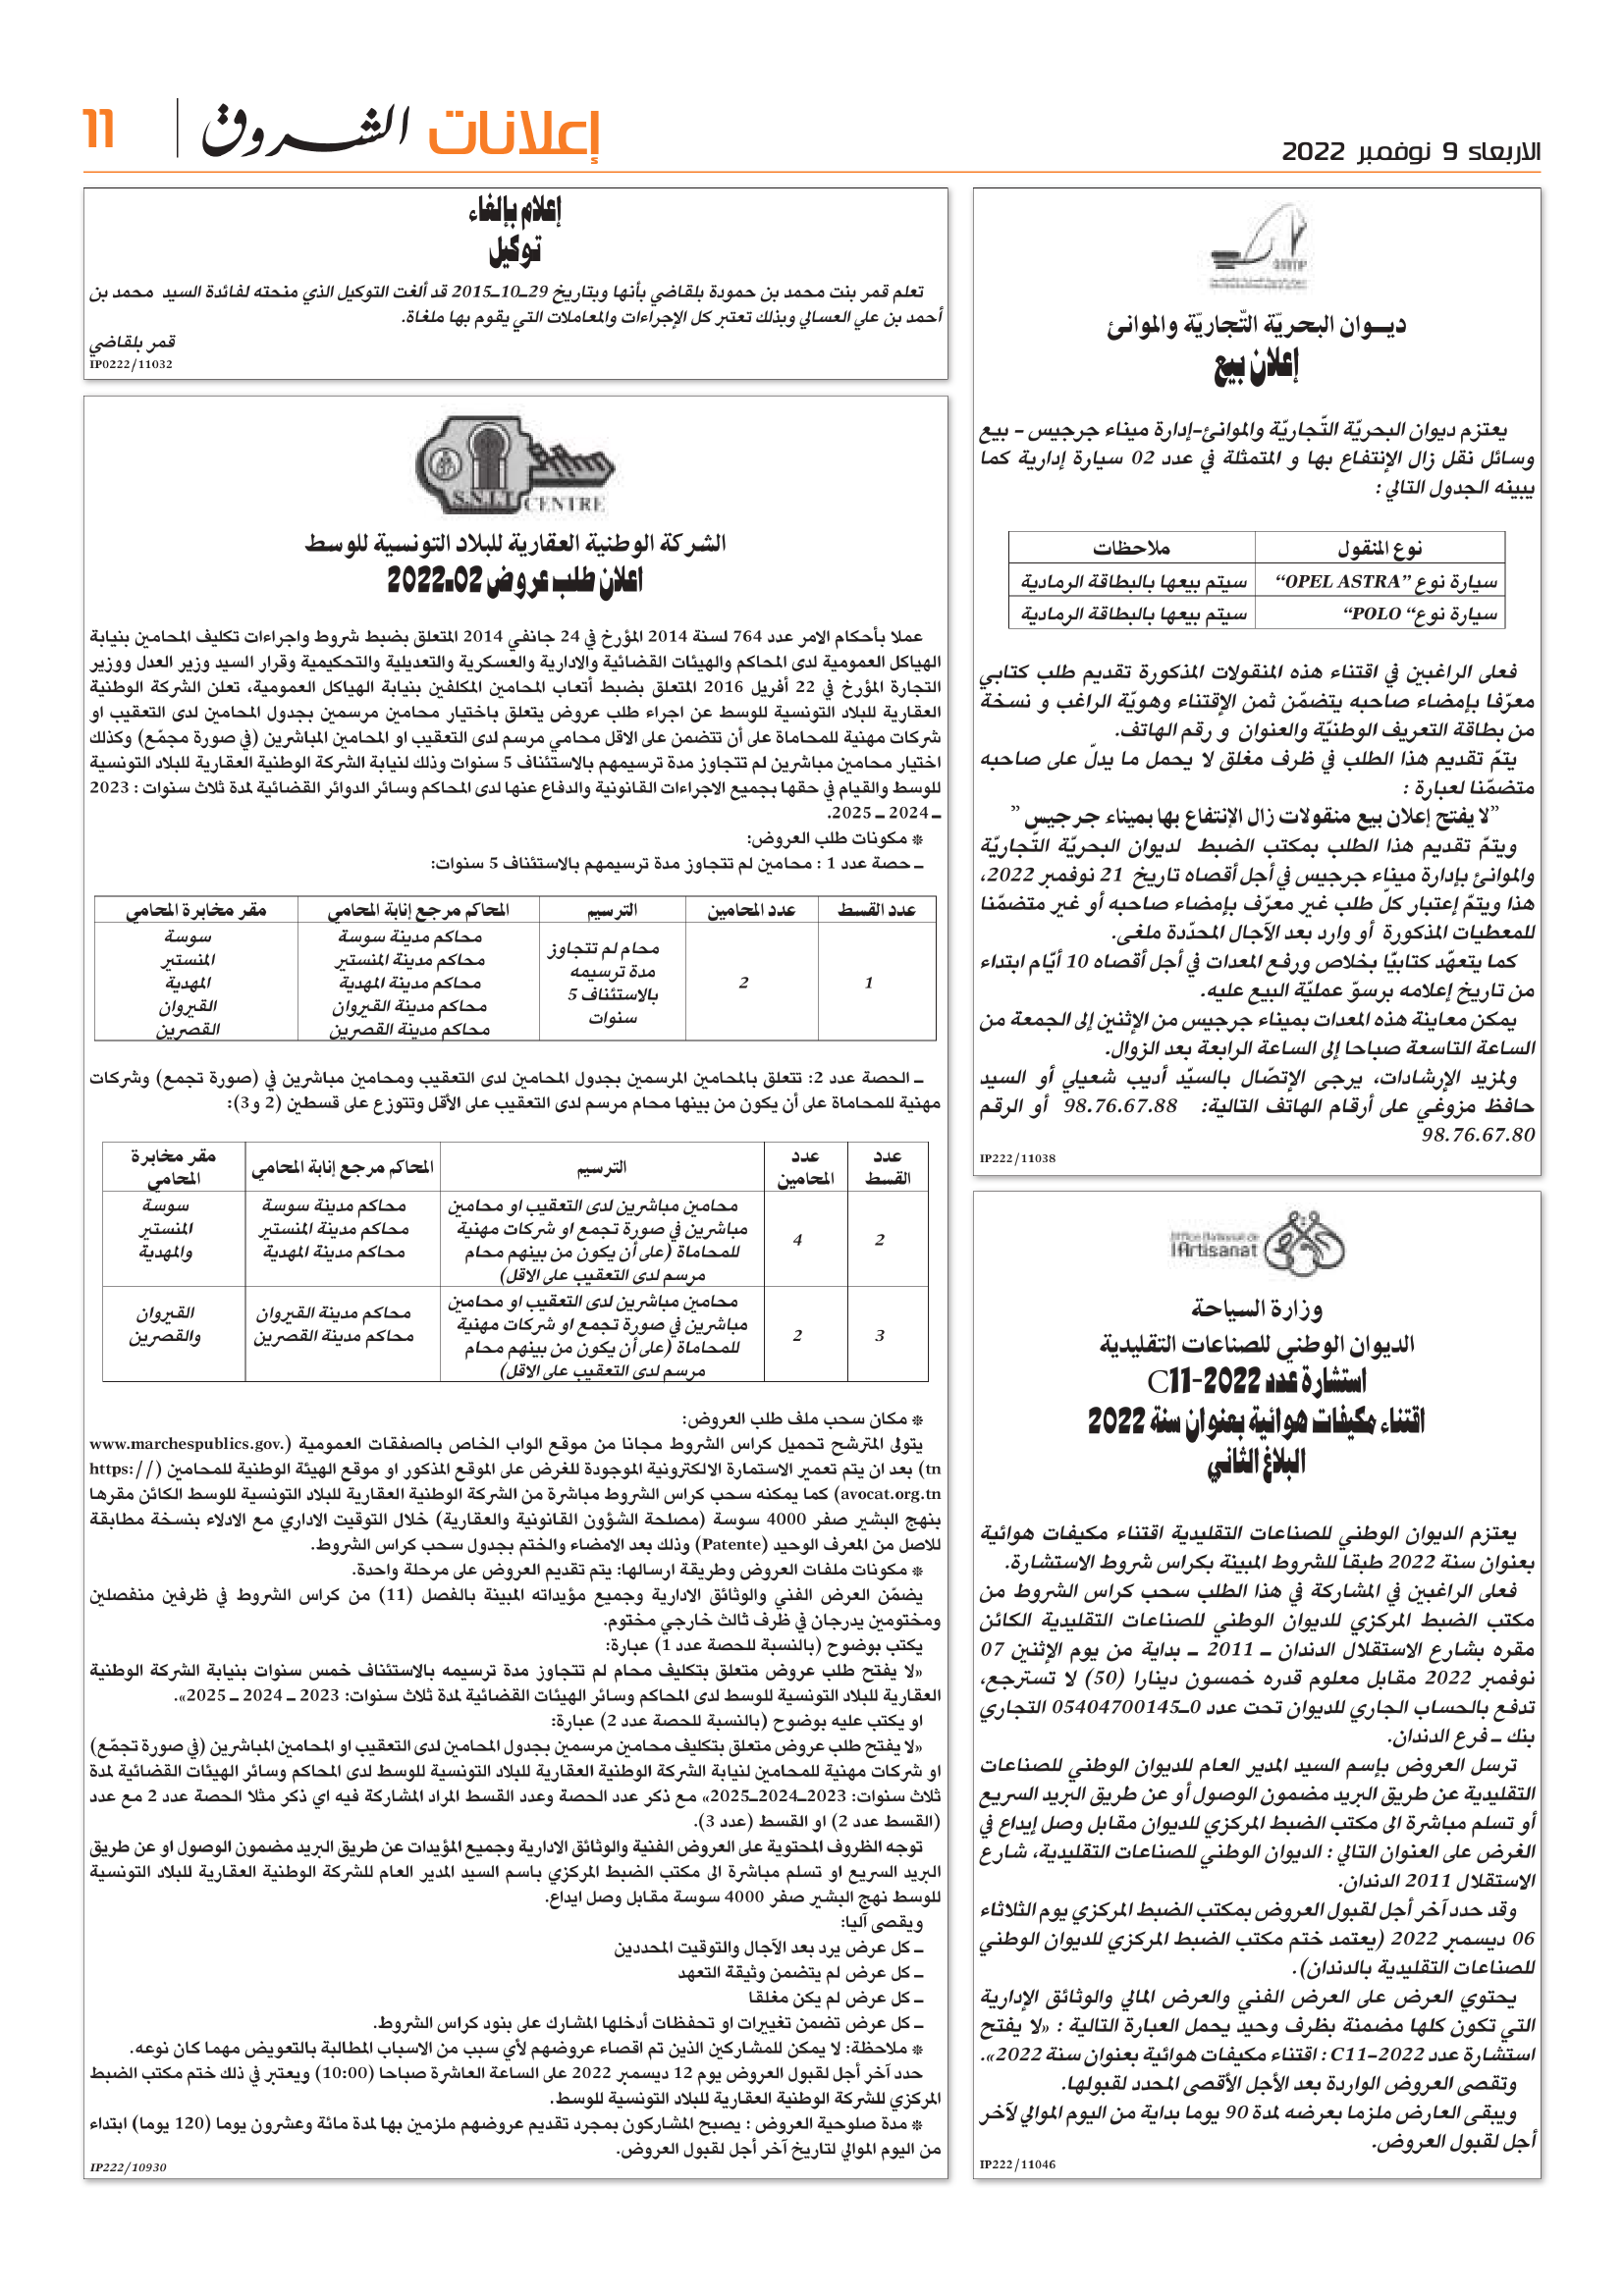 الاربعاء 9 نوفمبر 2022
إعلانات الشروق
11
ديـــوان البحريّة التّجاريّة والموانئ
إعلان بيع
يعتزم ديوان البحريّة التّجاريّة والموانئ-إدارة ميناء جرجيس - بيع
وسائل نقل زال الإنتفاع بها و المتمثلة في عدد 02 سيارة إدارية كما
يبينه الجدول التالي :
نوع المنقول ملاحظات
سيارة نوع ”OPEL ASTRA“ سيتم بيعها بالبطاقة الرمادية
سيارة نوع“ POLO” سيتم بيعها بالبطاقة الرمادية
فعلى الراغبين في اقتناء هذه المنقولات المذكورة تقديم طلب كتابي
معرّفا بإمضاء صاحبه يتضمّن ثمن الإقتناء وهويّة الراغب و نسخة
من بطاقة التعريف الوطنيّة والعنوان و رقم الهاتف.
يتمّ تقديم هذا الطلب في ظرف مغلق لا يحمل ما يدلّ على صاحبه
متضمّنا لعبارة :
”لا يفتح إعلان بيع منقولات زال الإنتفاع بها بميناء جرجيس ”
ويتمّ تقديم هذا الطلب بمكتب الضبط لديوان البحريّة التّجاريّة
والموانئ بإدارة ميناء جرجيس في أجل أقصاه تاريخ 21 نوفمبر 2022،
هذا ويتمّ إعتبار كلّ طلب غير معرّف بإمضاء صاحبه أو غير متضمّنا
للمعطيات المذكورة أو وارد بعد الآجال المحدّدة ملغى.
كما يتعهّد كتابيّا بخلاص ورفع المعدات في أجل أقصاه 10 أيّام ابتداء
من تاريخ إعلامه برسوّ عمليّة البيع عليه.
يمكن معاينة هذه المعدات بميناء جرجيس من الإثنين إلى الجمعة من
الساعة التاسعة صباحا إلى الساعة الرابعة بعد الزوال.
ولمزيد الإرشادات، يرجى الإتصّال بالسيّد أديب شعيلي أو السيد
حافظ مزوغي على أرقام الهاتف التالية: 98.76.67.88 أو الرقم
98.76.67.80
IP222/11038
Office National de
l'Artisanat
وزارة السياحة
الديوان الوطني للصناعات التقليدية
استشارة عدد C11-2022
اقتناء مكيفات هوائية بعنوان سنة 2022
البلاغ الثاني
يعتزم الديوان الوطني للصناعات التقليدية اقتناء مكيفات هوائية
بعنوان سنة 2022 طبقا للشروط المبينة بكراس شروط الاستشارة.
فعلى الراغبين في المشاركة في هذا الطلب سحب كراس الشروط من
مكتب الضبط المركزي للديوان الوطني للصناعات التقليدية الكائن
مقره بشارع الاستقلال الدندان ـ 2011 ـ بداية من يوم الإثنين 07
نوفمبر 2022 مقابل معلوم قدره خمسون دينارا (50) لا تسترجع،
تدفع بالحساب الجاري للديوان تحت عدد 0ـ05404700145 التجاري
بنك ـ فرع الدندان.
ترسل العروض بإسم السيد المدير العام للديوان الوطني للصناعات
التقليدية عن طريق البريد مضمون الوصول أو عن طريق البريد السريع
أو تسلم مباشرة الى مكتب الضبط المركزي للديوان مقابل وصل إيداع في
الغرض على العنوان التالي : الديوان الوطني للصناعات التقليدية، شارع
الاستقلال 2011 الدندان.
وقد حدد آخر أجل لقبول العروض بمكتب الضبط المركزي يوم الثلاثاء
06 ديسمبر 2022 (يعتمد ختم مكتب الضبط المركزي للديوان الوطني
للصناعات التقليدية بالدندان).
يحتوي العرض على العرض الفني والعرض المالي والوثائق الإدارية
التي تكون كلها مضمنة بظرف وحيد يحمل العبارة التالية : «لا يفتح
استشارة عدد C11-2022 : اقتناء مكيفات هوائية بعنوان سنة 2022».
وتقصى العروض الواردة بعد الأجل الأقصى المحدد لقبولها.
ويبقى العارض ملزما بعرضه لمدة 90 يوما بداية من اليوم الموالي لآخر
أجل لقبول العروض.
IP222/11046
إعلام بإلغاء
توكيل
تعلم قمر بنت محمد بن حمودة بلقاضي بأنها وبتاريخ 29ـ10ـ2015 قد ألغت التوكيل الذي منحته لفائدة السيد محمد بن
أحمد بن علي العسالي وبذلك تعتبر كل الإجراءات والمعاملات التي يقوم بها ملغاة.
قمر بلقاضي
IP0222/11032
S.N.I.T CENTRE
الشركة الوطنية العقارية للبلاد التونسية للوسط
اعلان طلب عروض 02ـ2022
عملا بأحكام الامر عدد 764 لسنة 2014 المؤرخ في 24 جانفي 2014 المتعلق بضبط شروط واجراءات تكليف المحامين بنيابة
الهياكل العمومية لدى المحاكم والهيئات القضائية والادارية والعسكرية والتعديلية والتحكيمية وقرار السيد وزير العدل ووزير
التجارة المؤرخ في 22 أفريل 2016 المتعلق بضبط أتعاب المحامين المكلفين بنيابة الهياكل العمومية، تعلن الشركة الوطنية
العقارية للبلاد التونسية للوسط عن اجراء طلب عروض يتعلق باختيار محامين مرسمين بجدول المحامين لدى التعقيب او
شركات مهنية للمحاماة على أن تتضمن على الاقل محامي مرسم لدى التعقيب او المحامين المباشرين (في صورة مجمّع) وكذلك
اختيار محامين مباشرين لم تتجاوز مدة ترسيمهم بالاستئناف 5 سنوات وذلك لنيابة الشركة الوطنية العقارية للبلاد التونسية
للوسط والقيام في حقها بجميع الاجراءات القانونية والدفاع عنها لدى المحاكم وسائر الدوائر القضائية لمدة ثلاث سنوات : 2023
ـ 2024 ـ 2025.
* مكونات طلب العروض:
ـ حصة عدد 1 : محامين لم تتجاوز مدة ترسيمهم بالاستئناف 5 سنوات:
عدد القسط عدد المحامين الترسيم المحاكم مرجع إنابة المحامي مقر مخابرة المحامي
1 2 محام لم تتجاوز
مدة ترسيمه
بالاستئناف 5
سنوات
محاكم مدينة سوسة سوسة
محاكم مدينة المنستير المنستير
محاكم مدينة المهدية المهدية
محاكم مدينة القيروان القيروان
محاكم مدينة القصرين القصرين
ـ الحصة عدد 2: تتعلق بالمحامين المرسمين بجدول المحامين لدى التعقيب ومحامين مباشرين في (صورة تجمع) وشركات
مهنية للمحاماة على أن يكون من بينها محام مرسم لدى التعقيب على الأقل وتتوزع على قسطين (2 و3):
عدد القسط عدد المحامين الترسيم المحاكم مرجع إنابة المحامي مقر مخابرة المحامي
2 4 محامين مباشرين لدى التعقيب او محامين
مباشرين في صورة تجمع او شركات مهنية
للمحاماة (على أن يكون من بينهم محام
مرسم لدى التعقيب على الاقل)
محاكم مدينة سوسة سوسة
محاكم مدينة المنستير المنستير
محاكم مدينة المهدية والمهدية
3 2 محامين مباشرين لدى التعقيب او محامين
مباشرين في صورة تجمع او شركات مهنية
للمحاماة (على أن يكون من بينهم محام
مرسم لدى التعقيب على الاقل)
محاكم مدينة القيروان القيروان
محاكم مدينة القصرين والقصرين
* مكان سحب ملف طلب العروض:
يتولى المترشح تحميل كراس الشروط مجانا من موقع الواب الخاص بالصفقات العمومية (www.marchespublics.gov.
tn) بعد ان يتم تعمير الاستمارة الالكترونية الموجودة للغرض على الموقع المذكور او موقع الهيئة الوطنية للمحامين (https://
avocat.org.tn) كما يمكنه سحب كراس الشروط مباشرة من الشركة الوطنية العقارية للبلاد التونسية للوسط الكائن مقرها
بنهج البشير صفر 4000 سوسة (مصلحة الشؤون القانونية والعقارية) خلال التوقيت الاداري مع الادلاء بنسخة مطابقة
للاصل من المعرف الوحيد (Patente) وذلك بعد الامضاء والختم بجدول سحب كراس الشروط.
* مكونات ملفات العروض وطريقة ارسالها: يتم تقديم العروض على مرحلة واحدة.
يضمّن العرض الفني والوثائق الادارية وجميع مؤيداته المبينة بالفصل (11) من كراس الشروط في ظرفين منفصلين
ومختومين يدرجان في ظرف ثالث خارجي مختوم.
يكتب بوضوح (بالنسبة للحصة عدد 1) عبارة:
«لا يفتح طلب عروض متعلق بتكليف محام لم تتجاوز مدة ترسيمه بالاستئناف خمس سنوات بنيابة الشركة الوطنية
العقارية للبلاد التونسية للوسط لدى المحاكم وسائر الهيئات القضائية لمدة ثلاث سنوات: 2023 ـ 2024 ـ 2025».
او يكتب عليه بوضوح (بالنسبة للحصة عدد 2) عبارة:
«لا يفتح طلب عروض متعلق بتكليف محامين مرسمين بجدول المحامين لدى التعقيب او المحامين المباشرين (في صورة تجمّع)
او شركات مهنية للمحامين لنيابة الشركة الوطنية العقارية للبلاد التونسية للوسط لدى المحاكم وسائر الهيئات القضائية لمدة
ثلاث سنوات: 2023ـ2024ـ2025» مع ذكر عدد الحصة وعدد القسط المراد المشاركة فيه اي ذكر مثلا الحصة عدد 2 مع عدد
(القسط عدد 2) او القسط (عدد 3).
توجه الظروف المحتوية على العروض الفنية والوثائق الادارية وجميع المؤيدات عن طريق البريد مضمون الوصول او عن طريق
البريد السريع او تسلم مباشرة الى مكتب الضبط المركزي باسم السيد المدير العام للشركة الوطنية العقارية للبلاد التونسية
للوسط نهج البشير صفر 4000 سوسة مقابل وصل ايداع.
ويقصى آليا:
ـ كل عرض يرد بعد الآجال والتوقيت المحددين
ـ كل عرض لم يتضمن وثيقة التعهد
ـ كل عرض لم يكن مغلقا
ـ كل عرض تضمن تغييرات او تحفظات أدخلها المشارك على بنود كراس الشروط.
* ملاحظة: لا يمكن للمشاركين الذين تم اقصاء عروضهم لأي سبب من الاسباب المطالبة بالتعويض مهما كان نوعه.
حدد آخر أجل لقبول العروض يوم 12 ديسمبر 2022 على الساعة العاشرة صباحا (10:00) ويعتبر في ذلك ختم مكتب الضبط
المركزي للشركة الوطنية العقارية للبلاد التونسية للوسط.
* مدة صلوحية العروض : يصبح المشاركون بمجرد تقديم عروضهم ملزمين بها لمدة مائة وعشرون يوما (120 يوما) ابتداء
من اليوم الموالي لتاريخ آخر أجل لقبول العروض.
IP222/10930